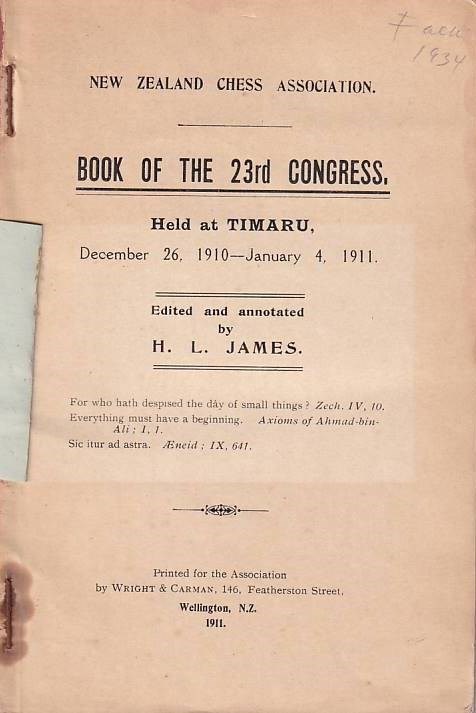 1934
NEW ZEALAND CHESS ASSOCIATION.
BOOK OF THE 23rd CONGRESS.
Held at TIMARU,
December 26, 1910—January 4, 1911.
Edited and annotated
by
H. L. JAMES.
For who hath despised the day of small things? Zech. IV, 10.
Everything must have a beginning. Axioms of Ahmad-bin-
Ali; I, 1.
Sic itur ad astra. Æneid; IX, 641.
Printed for the Association
by WRIGHT & CARMAN, 146, Featherston Street,
Wellington, N.Z.
1911.